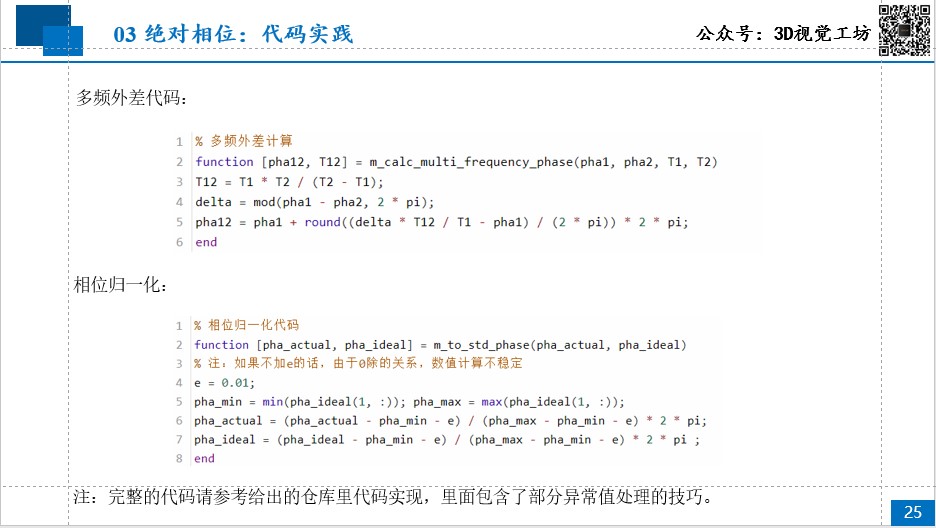 03 绝对相位：代码实践
公众号：3D视觉工坊
多频外差代码：
1 % 多频外差计算
2 function [pha12, T12] = m_calc_multi_frequency_phase(pha1, pha2, T1, T2)
3 T12 = T1 * T2 / (T2 - T1);
4 delta = mod(pha1 - pha2, 2 * pi);
5 pha12 = pha1 + round((delta * T12 / T1 - pha1) / (2 * pi)) * 2 * pi;
6 end
相位归一化：
1 % 相位归一化代码
2 function [pha_actual, pha_ideal] = m_to_std_phase(pha_actual, pha_ideal)
3 % 注：如果不加e的话，由于0除的关系，数值计算不稳定
4 e = 0.01;
5 pha_min = min(pha_ideal(1, :)); pha_max = max(pha_ideal(1, :));
6 pha_actual = (pha_actual - pha_min - e) / (pha_max - pha_min - e) * 2 * pi;
7 pha_ideal = (pha_ideal - pha_min - e) / (pha_max - pha_min - e) * 2 * pi ;
8 end
注：完整的代码请参考给出的仓库里代码实现，里面包含了部分异常值处理的技巧。
25